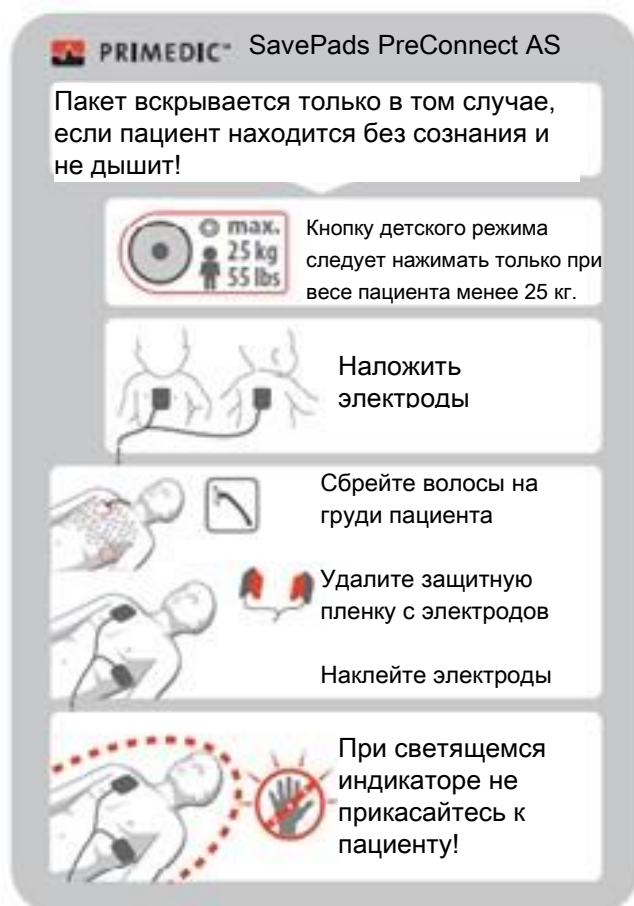 PRIMEDIC™ SavePads PreConnect AS
Пакет вскрывается только в том случае,
если пациент находится без сознания и
не дышит!
max.
25 kg
55 lbs
Кнопку детского режима
следует нажимать только при
весе пациента менее 25 кг.
Наложить
электроды
Сбрейте волосы на
груди пациента
Удалите защитную
пленку с электродов
Наклейте электроды
При светящемся
индикаторе не
прикасайтесь к
пациенту!